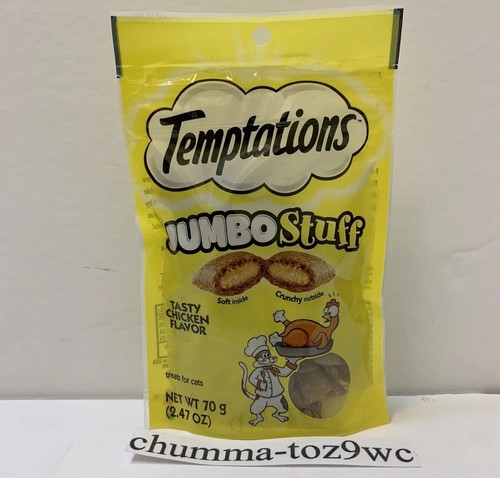 Temptations
JUMBO Stuff
Soft inside
Crunchy outside
TASTY
CHICKEN
FLAVOR
treats for cats
NET WT 70 g
(2.47 OZ)
chumma-toz9wc